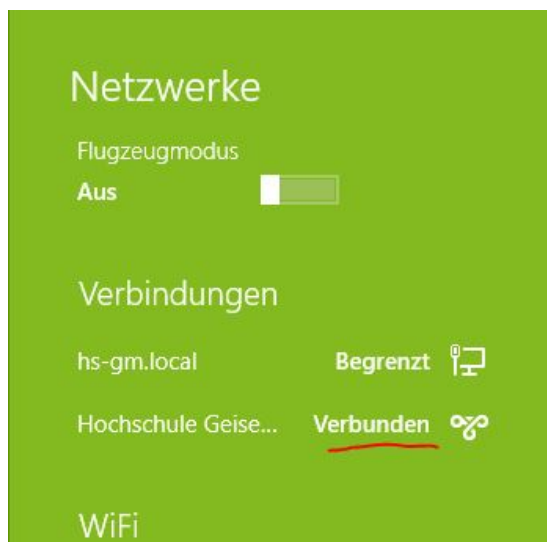 Netzwerke
Flugzeugmodus
Aus
Verbindungen
hs-gm.local Begrenzt
Hochschule Geise... Verbunden
WiFi